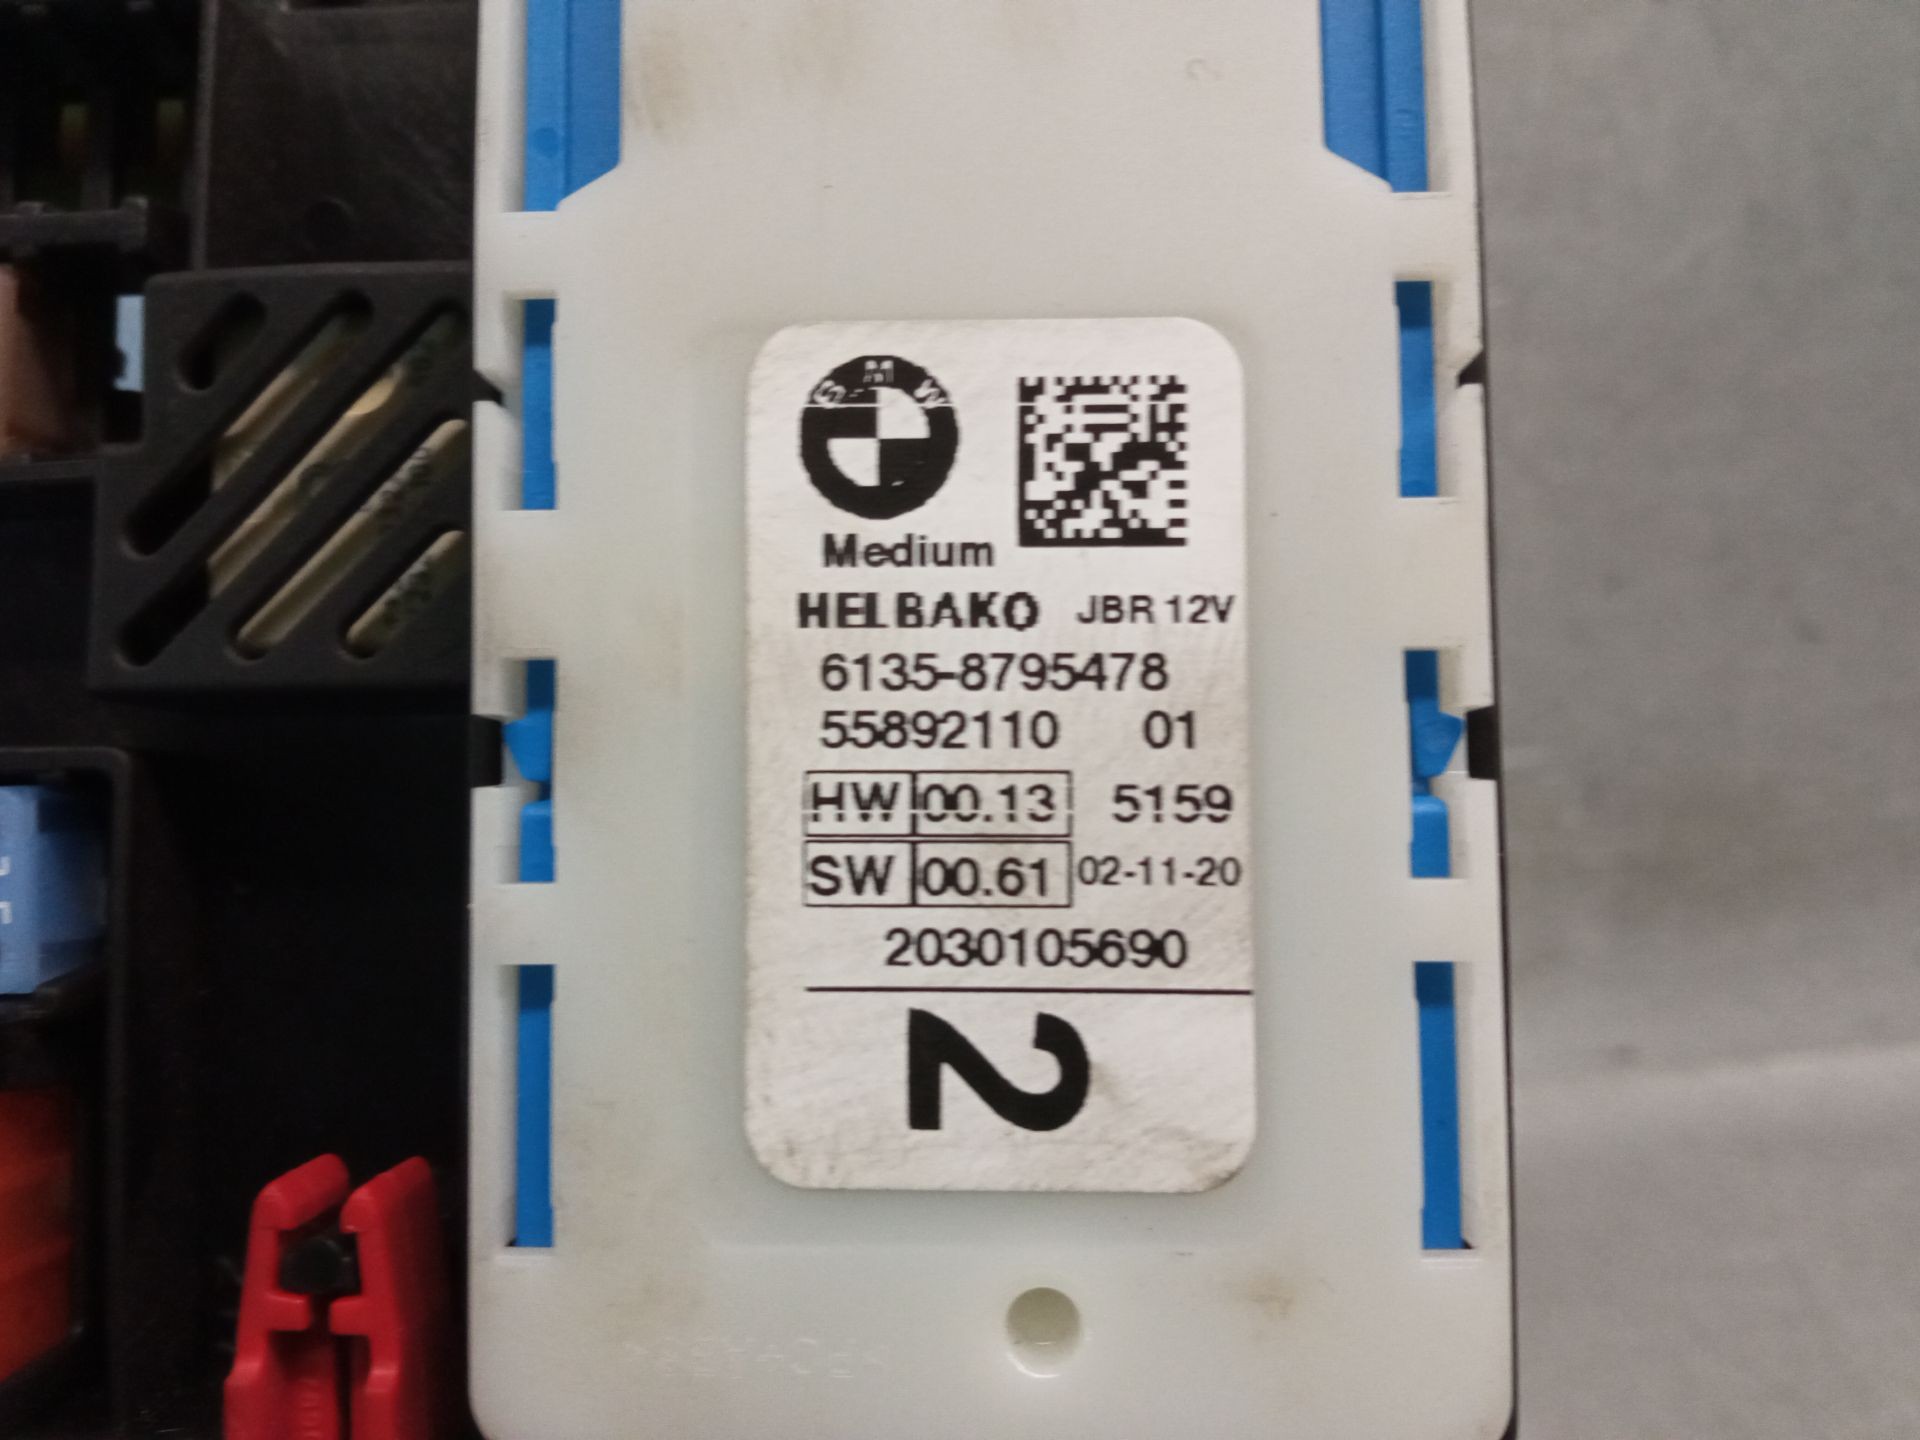 Medium
HELBAKO JBR 12V
6135-8795478
55892110 01
HW 00.13 5159
SW 00.61 02-11-20
2030105690
2